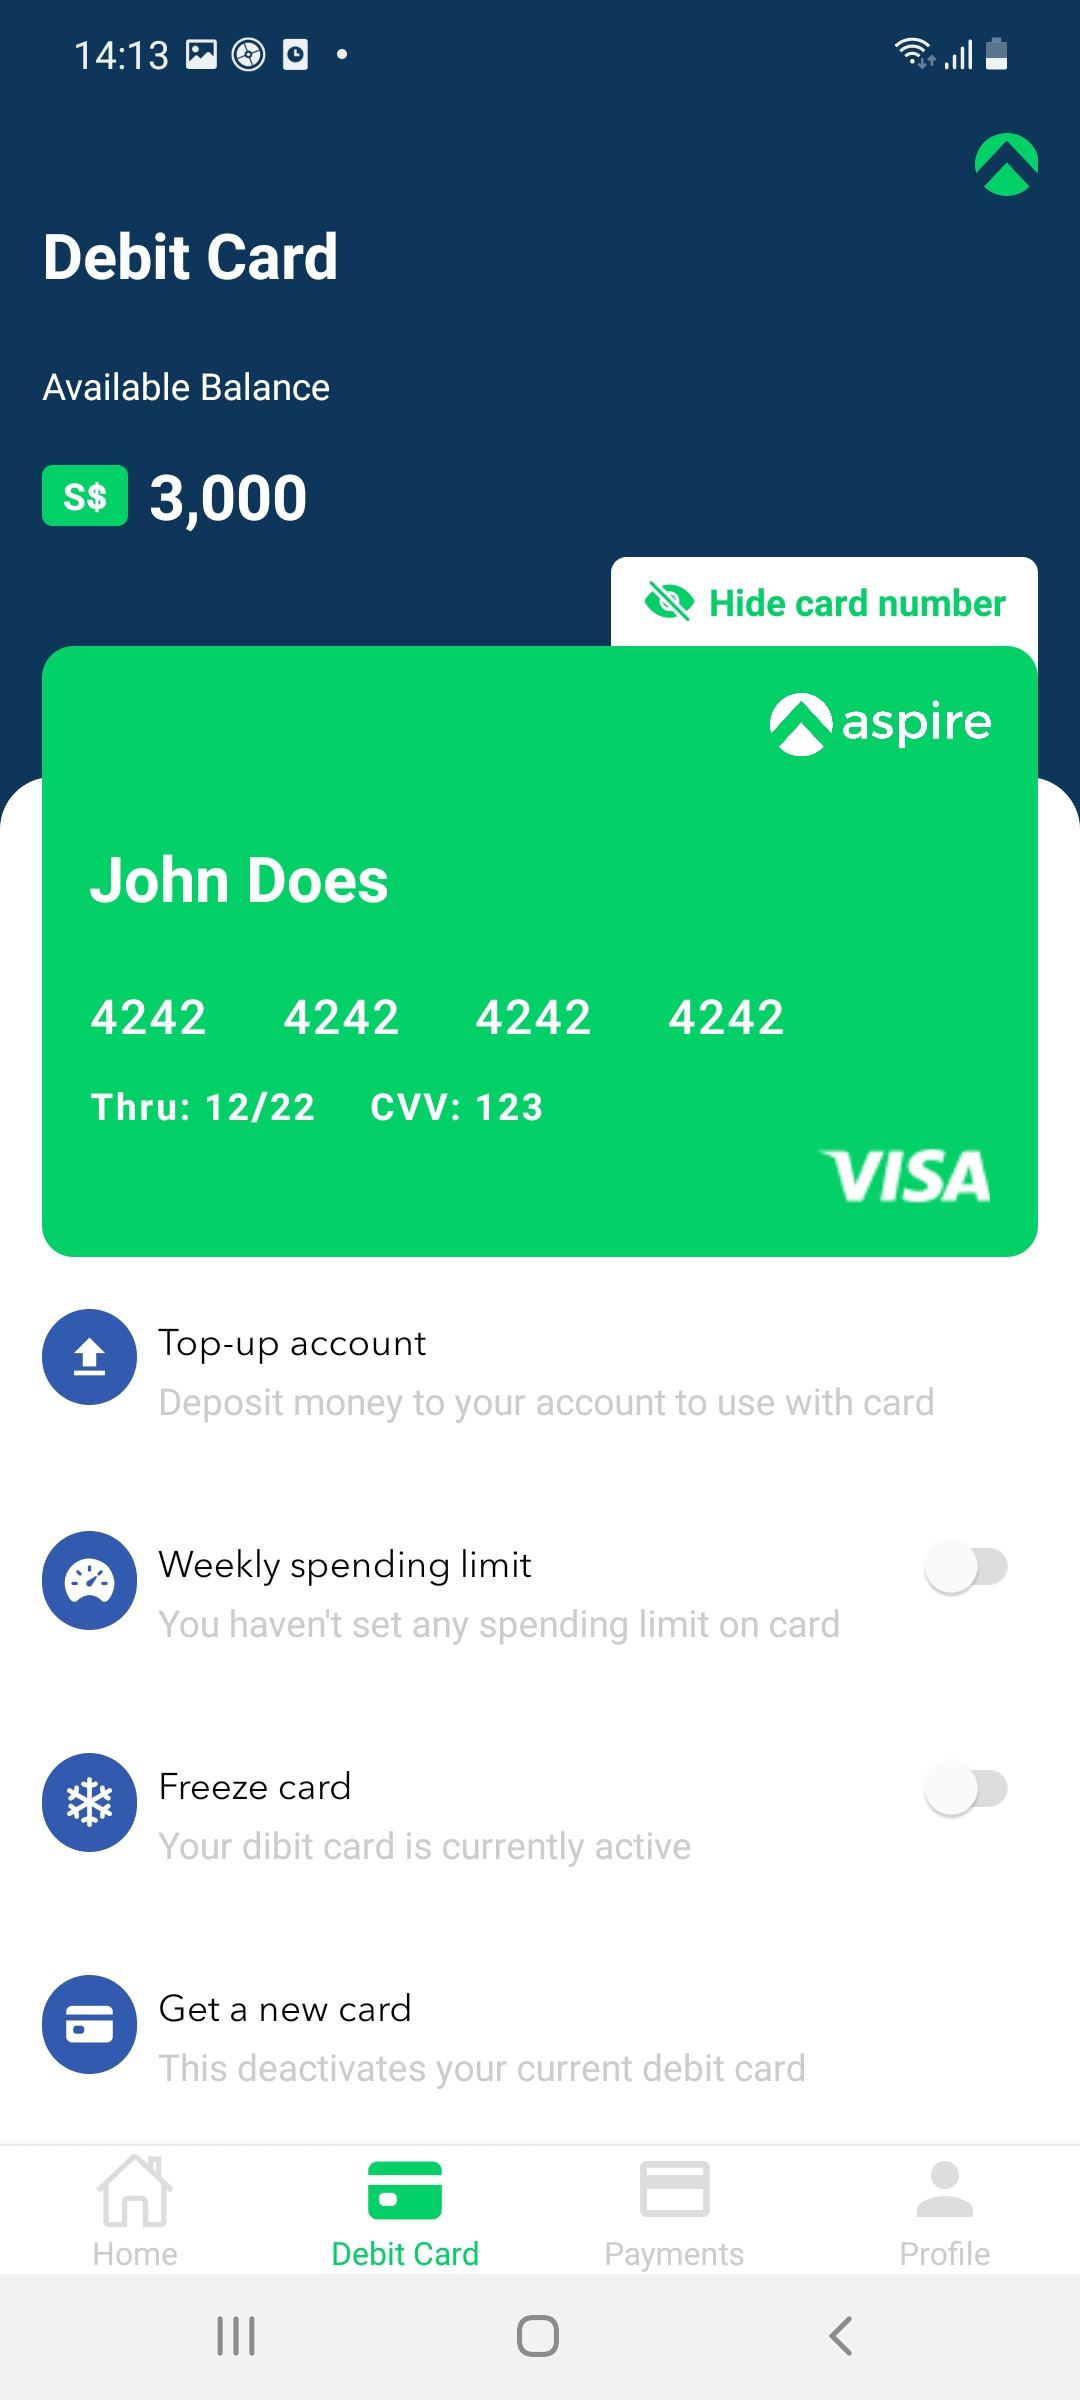 14:13
Debit Card
Available Balance
S$ 3,000
Hide card number
aspire
John Does
4242 4242 4242 4242
Thru: 12/22 CVV: 123
VISA
Top-up account
Deposit money to your account to use with card
Weekly spending limit
You haven't set any spending limit on card
Freeze card
Your dibit card is currently active
Get a new card
This deactivates your current debit card
Home Debit Card Payments Profile